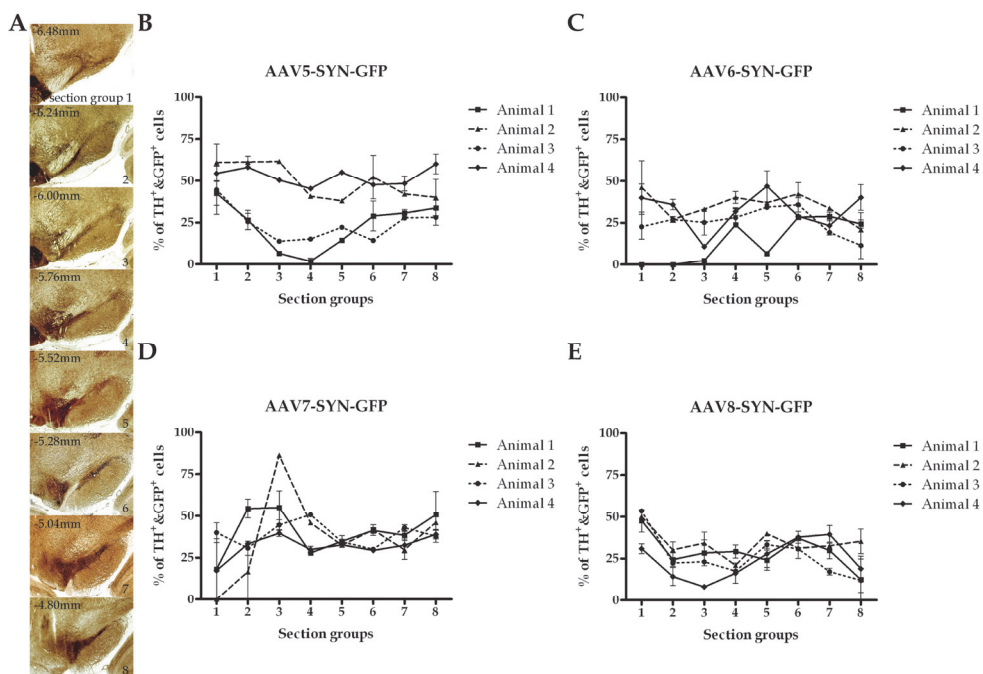 A
-6.48mm
section group 1
-6.24mm
2
-6.00mm
3
-5.76mm
4
-5.52mm
5
-5.28mm
6
-5.04mm
7
-4.80mm
8
B
AAV5-SYN-GFP
% of TH+ &GFP+ cells
100
75
50
25
0
1 2 3 4 5 6 7 8
Section groups
Animal 1
Animal 2
Animal 3
Animal 4
C
AAV6-SYN-GFP
% of TH+ &GFP+ cells
100
75
50
25
0
1 2 3 4 5 6 7 8
Section groups
Animal 1
Animal 2
Animal 3
Animal 4
D
AAV7-SYN-GFP
% of TH+ &GFP+ cells
100
75
50
25
0
1 2 3 4 5 6 7 8
Section groups
Animal 1
Animal 2
Animal 3
Animal 4
E
AAV8-SYN-GFP
% of TH+ &GFP+ cells
100
75
50
25
0
1 2 3 4 5 6 7 8
Section groups
Animal 1
Animal 2
Animal 3
Animal 4